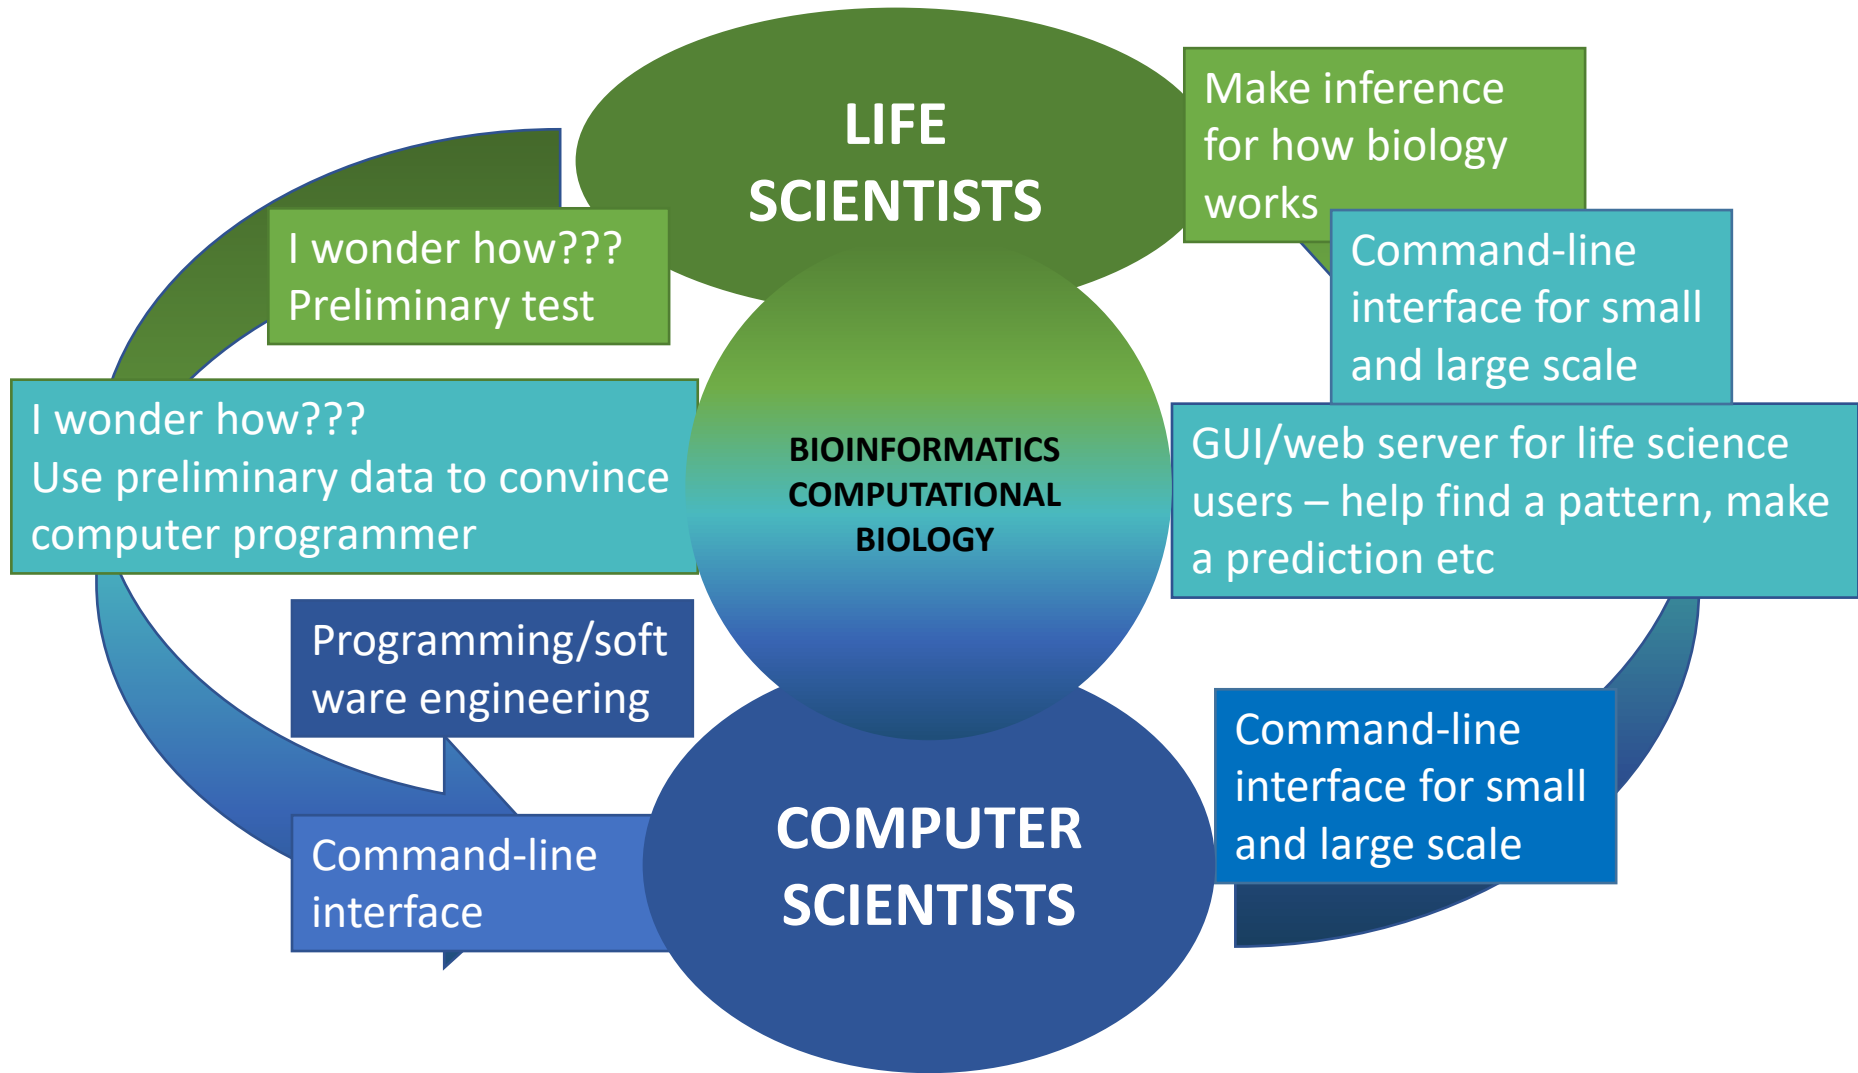 LIFE
SCIENTISTS
Make inference
for how biology
works
I wonder how???
Preliminary test
Command-line
interface for small
and large scale
I wonder how???
Use preliminary data to convince
computer programmer
BIOINFORMATICS
COMPUTATIONAL
BIOLOGY
GUI/web server for life science
users – help find a pattern, make
a prediction etc
Programming/soft
ware engineering
Command-line
interface
COMPUTER
SCIENTISTS
Command-line
interface for small
and large scale